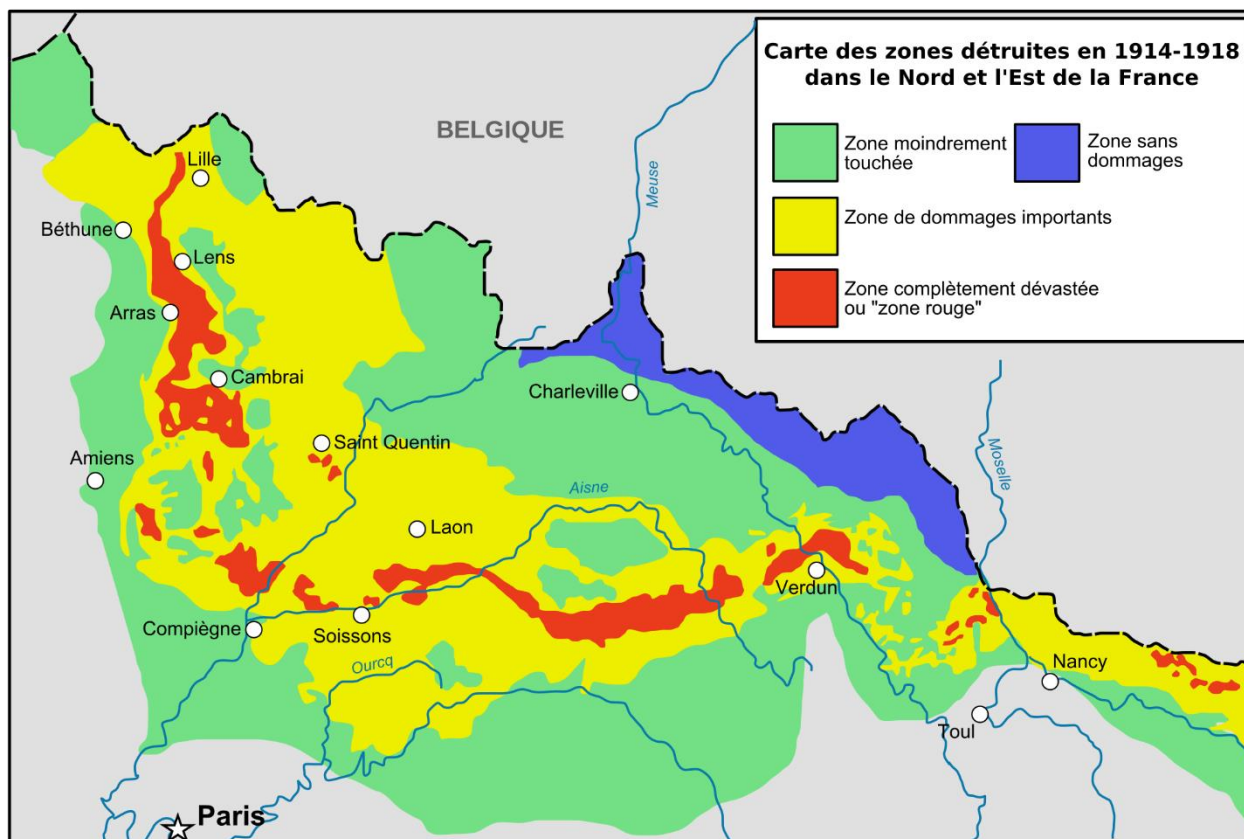 Carte des zones détruites en 1914-1918
dans le Nord et l'Est de la France
Zone moindrement
touchée
Zone sans
dommages
Zone de dommages importants
Zone complètement dévastée
ou "zone rouge"
BELGIQUE
Meuse
Lille
Béthune
Lens
Arras
Cambrai
Charleville
Saint Quentin
Amiens
Moselle
Aisne
Laon
Verdun
Compiègne
Soissons
Ourcq
Nancy
Toul
Paris